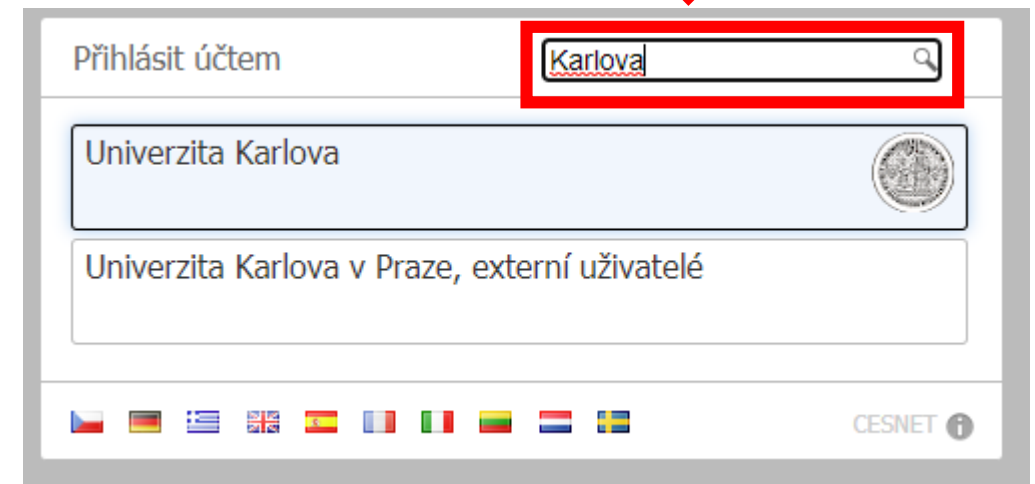 Přihlásit účtem
Karlova
Univerzita Karlova
Univerzita Karlova v Praze, externí uživatelé
CESNET